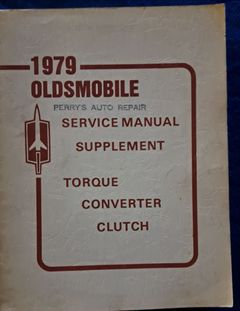 1979
OLDSMOBILE
PERRY'S AUTO REPAIR
SERVICE MANUAL
SUPPLEMENT
TORQUE
CONVERTER
CLUTCH